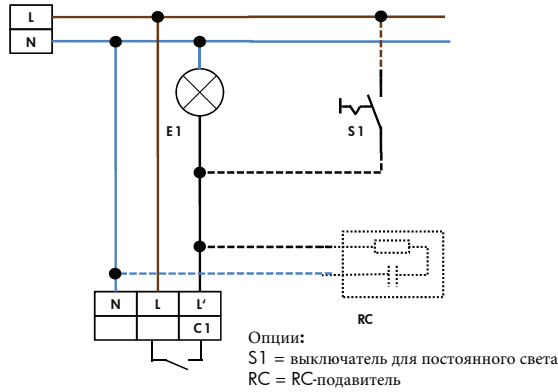 L
N
E1
S1
N L L'
C1
RC
Опции:
S1 = выключатель для постоянного света
RC = RC-подавитель